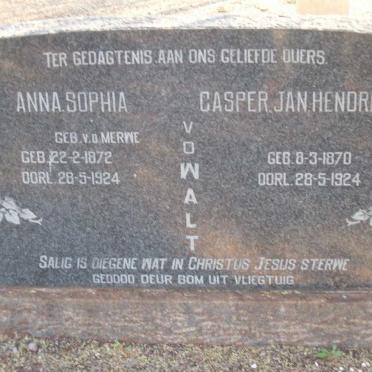 TER GEDAGTENIS AAN ONS GELIEFDE OUERS.
ANNA SOPHIA
GEB. v.d MERWE
GEB. 22-2-1872
OORL. 28-5-1924
V
O
W
A
L
T
CASPER JAN HENDRI
GEB. 8-3-1870
OORL. 28-5-1924
SALIG IS DIEGENE WAT IN CHRISTUS JESUS STERWE
GEDOOD DEUR BOM UIT VLIEGTUIG